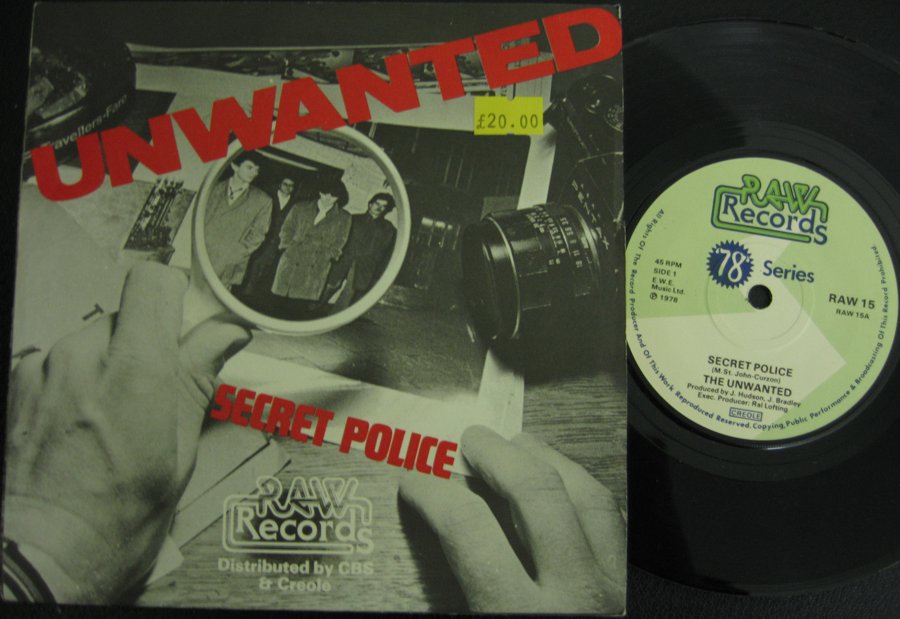 UNWANTED
£20.00
Travellers-Fare
SECRET POLICE
RAW
Records
Distributed by CBS
& Creole
RAW
Records
'78' Series
45 RPM
SIDE 1
E.W.E.
Music Ltd.
℗ 1978
RAW 15
RAW 15A
SECRET POLICE
(M.St. John-Curzon)
THE UNWANTED
Produced by J. Hudson, J. Bradley
Exec. Producer. Ral Lofting
CREOLE
All Rights Of The Record Producer And Of This Work Reproduced Reserved. Copying, Public Performance & Broadcasting Of This Record Prohibited.